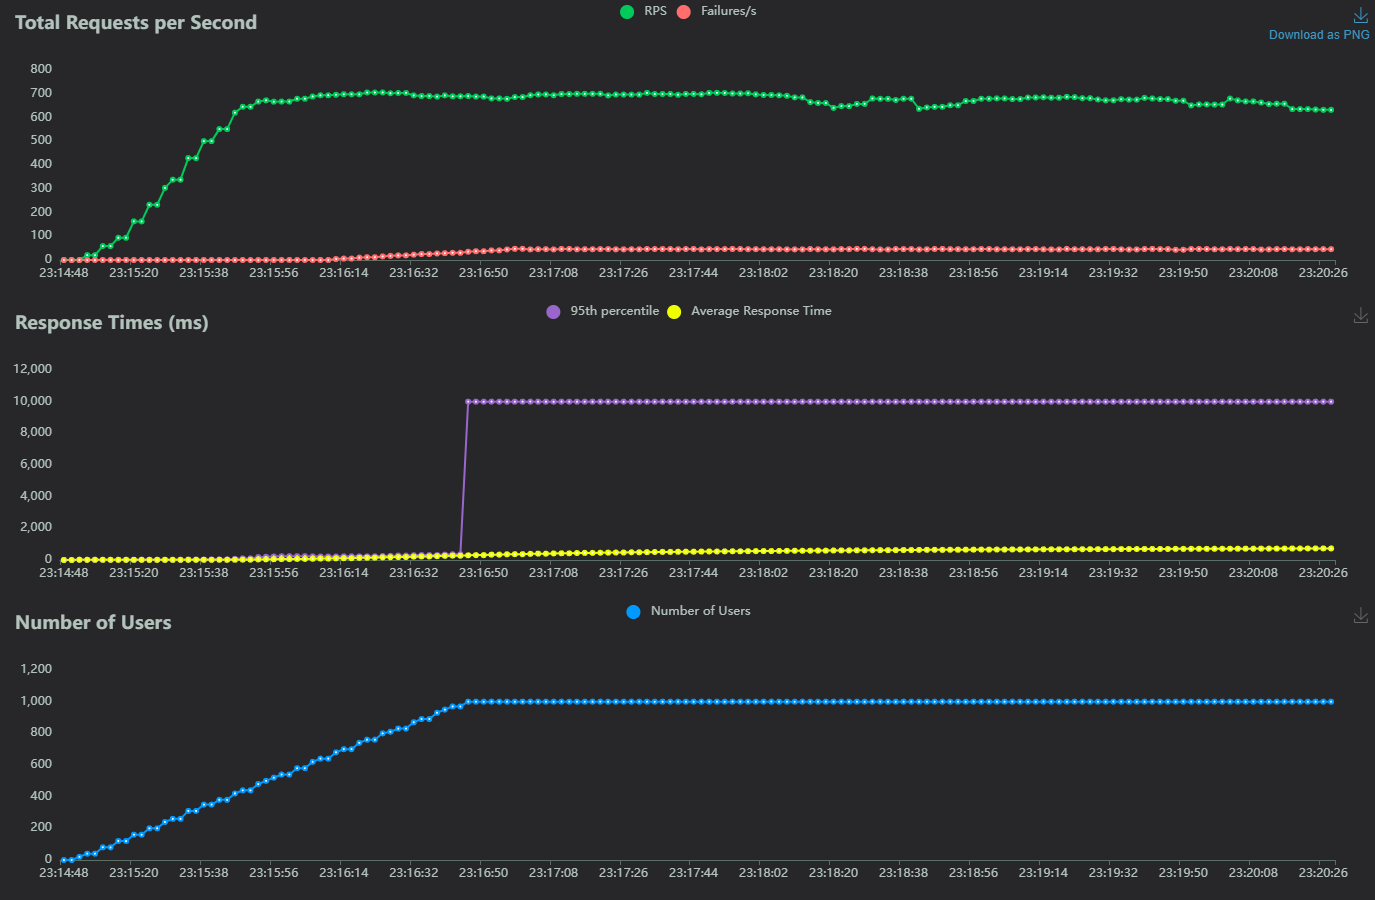 Total Requests per Second
RPS Failures/s
Download as PNG
800
700
600
500
400
300
200
100
0
23:14:48 23:15:20 23:15:38 23:15:56 23:16:14 23:16:32 23:16:50 23:17:08 23:17:26 23:17:44 23:18:02 23:18:20 23:18:38 23:18:56 23:19:14 23:19:32 23:19:50 23:20:08 23:20:26
Response Times (ms)
95th percentile Average Response Time
12,000
10,000
8,000
6,000
4,000
2,000
0
23:14:48 23:15:20 23:15:38 23:15:56 23:16:14 23:16:32 23:16:50 23:17:08 23:17:26 23:17:44 23:18:02 23:18:20 23:18:38 23:18:56 23:19:14 23:19:32 23:19:50 23:20:08 23:20:26
Number of Users
Number of Users
1,200
1,000
800
600
400
200
0
23:14:48 23:15:20 23:15:38 23:15:56 23:16:14 23:16:32 23:16:50 23:17:08 23:17:26 23:17:44 23:18:02 23:18:20 23:18:38 23:18:56 23:19:14 23:19:32 23:19:50 23:20:08 23:20:26